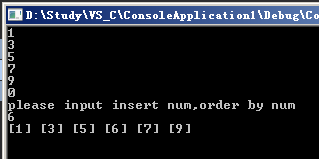 D:\Study\VS_C\ConsoleApplication1\Debug\Co
1
3
5
7
9
0
please input insert num,order by num
6
[1] [3] [5] [6] [7] [9]